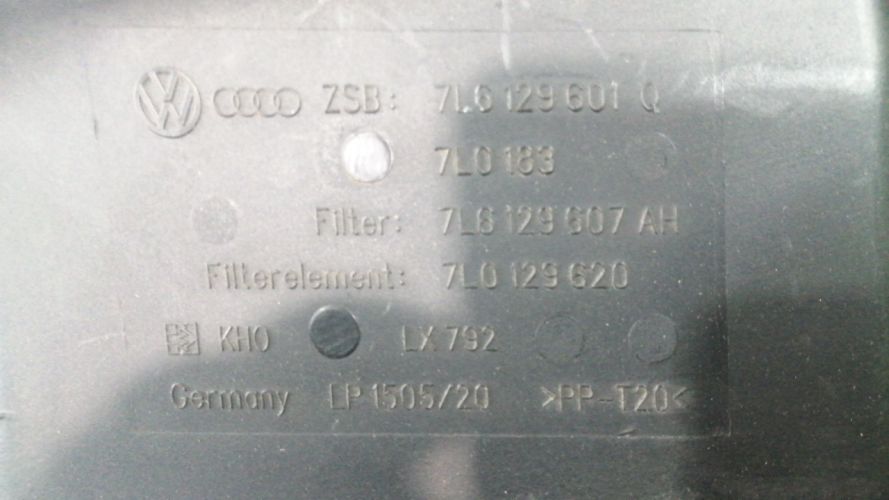 ZSB: 7L6 129 601 Q
7L0 183
Filter: 7L6 129 607 AH
Filterelement: 7L0 129 620
KHO LX 792
Germany LP 1505/20 >PP-T20<